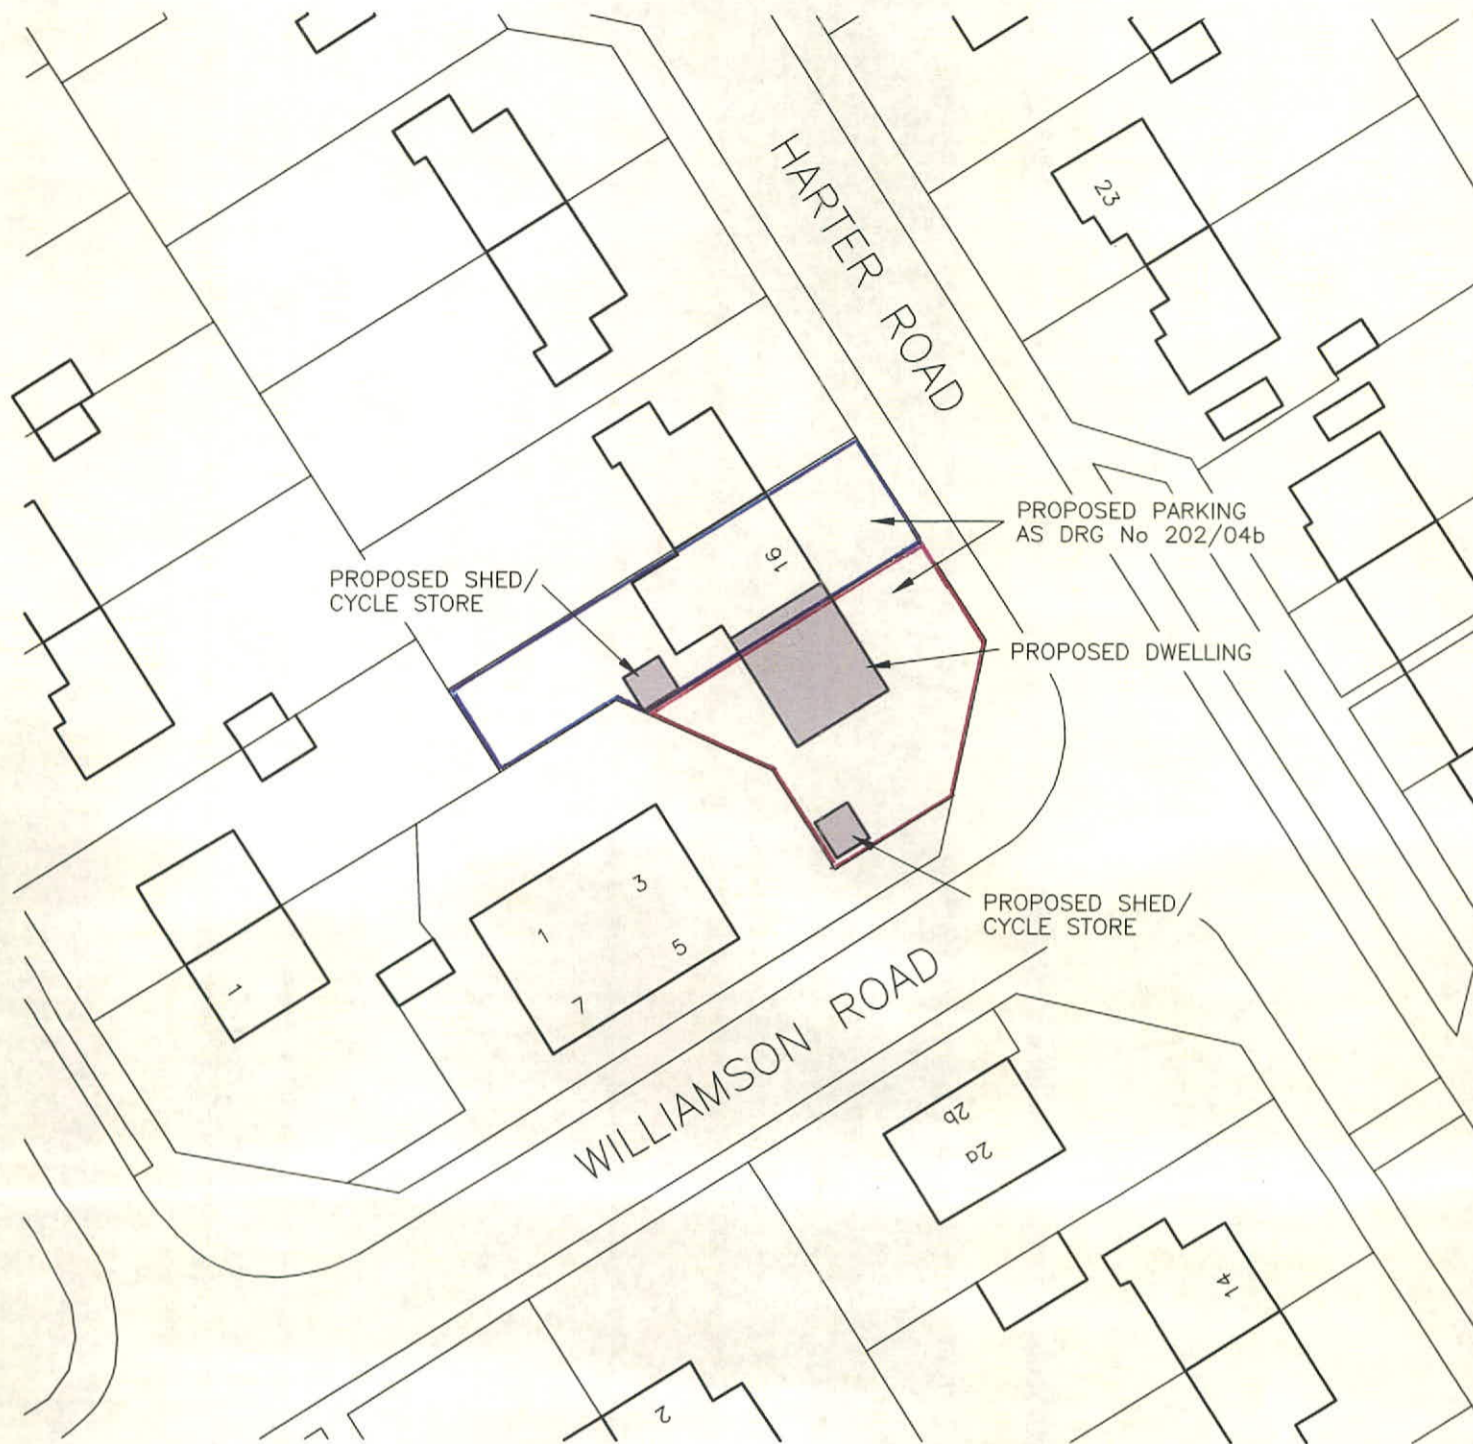 HARTER ROAD
23
PROPOSED PARKING
AS DRG No 202/04b
16
PROPOSED SHED/
CYCLE STORE
PROPOSED DWELLING
3
1
5
7
PROPOSED SHED/
CYCLE STORE
1
WILLIAMSON ROAD
2b
2a
14
2